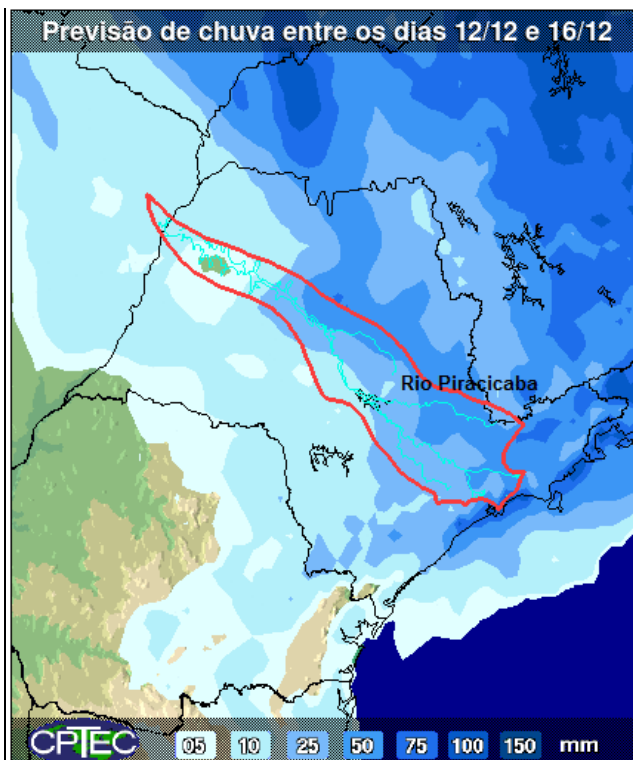 Previsão de chuva entre os dias 12/12 e 16/12
Rio Piracicaba
CPTEC 05 10 25 50 75 100 150 mm